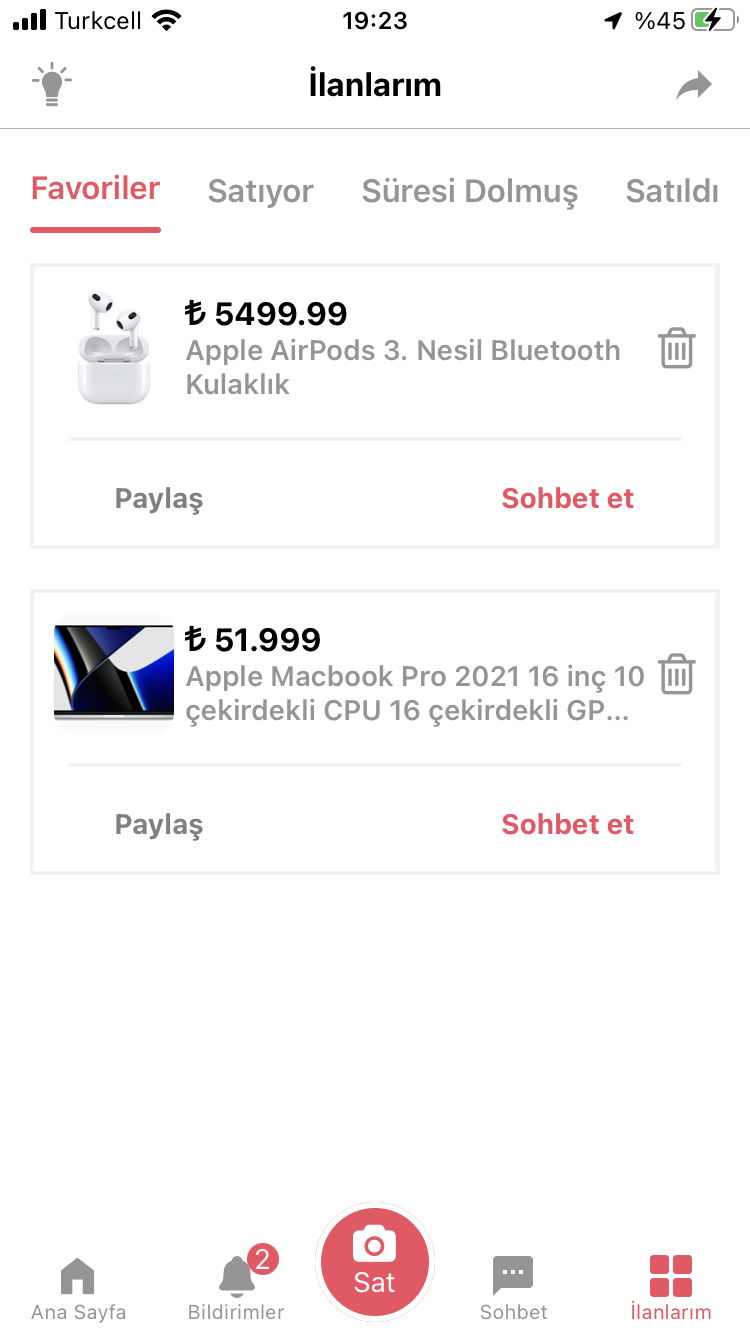 Turkcell 19:23 %45
İlanlarım
Favoriler Satıyor Süresi Dolmuş Satıldı
₺ 5499.99
Apple AirPods 3. Nesil Bluetooth
Kulaklık
Paylaş Sohbet et
₺ 51.999
Apple Macbook Pro 2021 16 inç 10
çekirdekli CPU 16 çekirdekli GP...
Paylaş Sohbet et
2
Sat
Ana Sayfa Bildirimler Sohbet İlanlarım